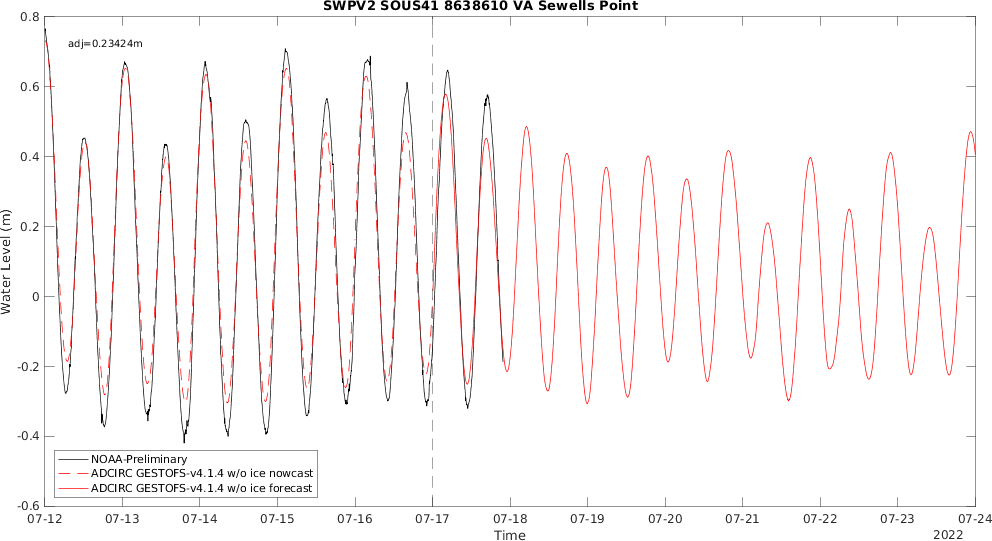 SWPV2 SOUS41 8638610 VA Sewells Point
adj=0.23424m
0.8
0.6
0.4
0.2
0
-0.2
-0.4
-0.6
Water Level (m)
NOAA-Preliminary
ADCIRC GESTOFS-v4.1.4 w/o ice nowcast
ADCIRC GESTOFS-v4.1.4 w/o ice forecast
07-12 07-13 07-14 07-15 07-16 07-17 07-18 07-19 07-20 07-21 07-22 07-23 07-24
Time
2022